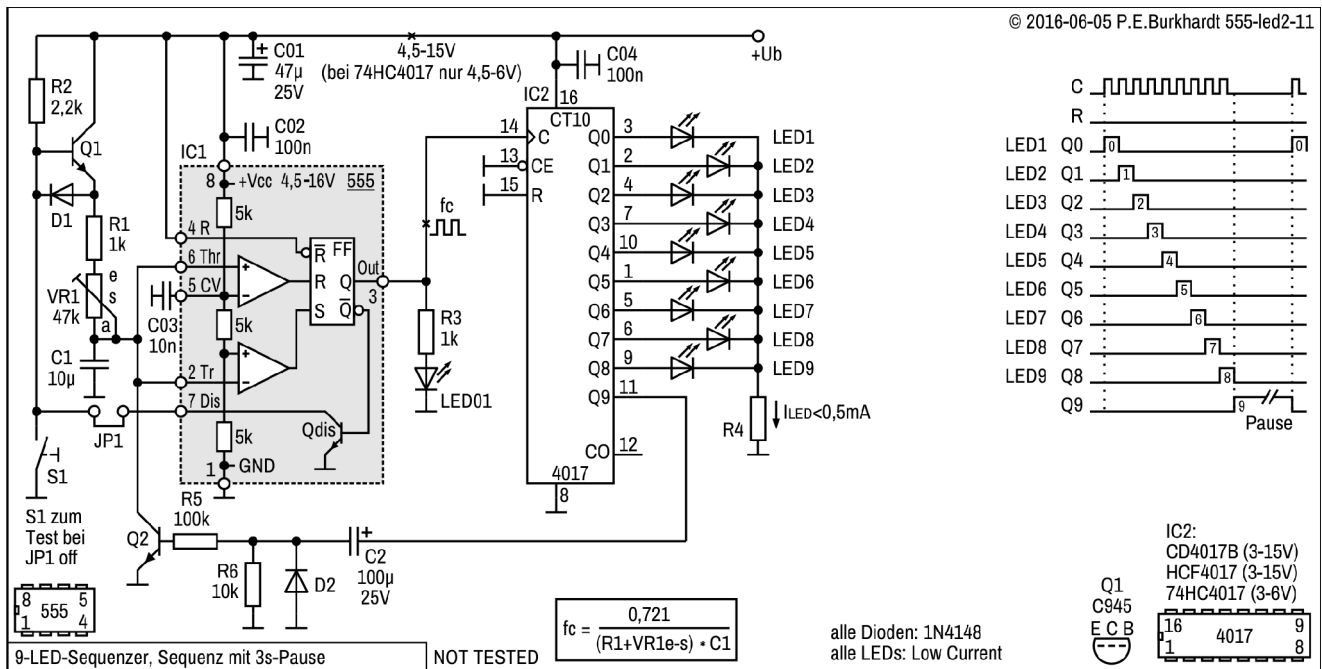 © 2016-06-05 P.E.Burkhardt 555-led2-11
R2
2,2k
Q1
D1
R1
1k
VR1
47k
e
s
a
C1
10µ
JP1
S1
S1 zum
Test bei
JP1 off
C01
47µ
25V
4,5-15V
(bei 74HC4017 nur 4,5-6V)
C04
100n
+Ub
C02
100n
IC1
8
+Vcc 4,5-16V 555
5k
4 R
6 Thr
5 CV
C03
10n
5k
2 Tr
7 Dis
5k
1
GND
R FF
R Q
S Q
Out
3
Qdis
fc
R3
1k
LED01
IC2
16
CT10
14
C
13
CE
15
R
Q0 3 LED1
Q1 2 LED2
Q2 4 LED3
Q3 7 LED4
Q4 10 LED5
Q5 1 LED6
Q6 5 LED7
Q7 6 LED8
Q8 9 LED9
Q9 11
CO 12
4017
8
R4
ILED<0,5mA
R5
100k
Q2
R6
10k
D2
C2
100µ
25V
C
R
LED1 Q0 0 0
LED2 Q1 1
LED3 Q2 2
LED4 Q3 3
LED5 Q4 4
LED6 Q5 5
LED7 Q6 6
LED8 Q7 7
LED9 Q8 8
Q9 9
Pause
8 5
555
1 4
9-LED-Sequenzer, Sequenz mit 3s-Pause
NOT TESTED
fc = 0,721
(R1+VR1e-s) • C1
alle Dioden: 1N4148
alle LEDs: Low Current
Q1
C945
E C B
IC2:
CD4017B (3-15V)
HCF4017 (3-15V)
74HC4017 (3-6V)
16 9
4017
1 8